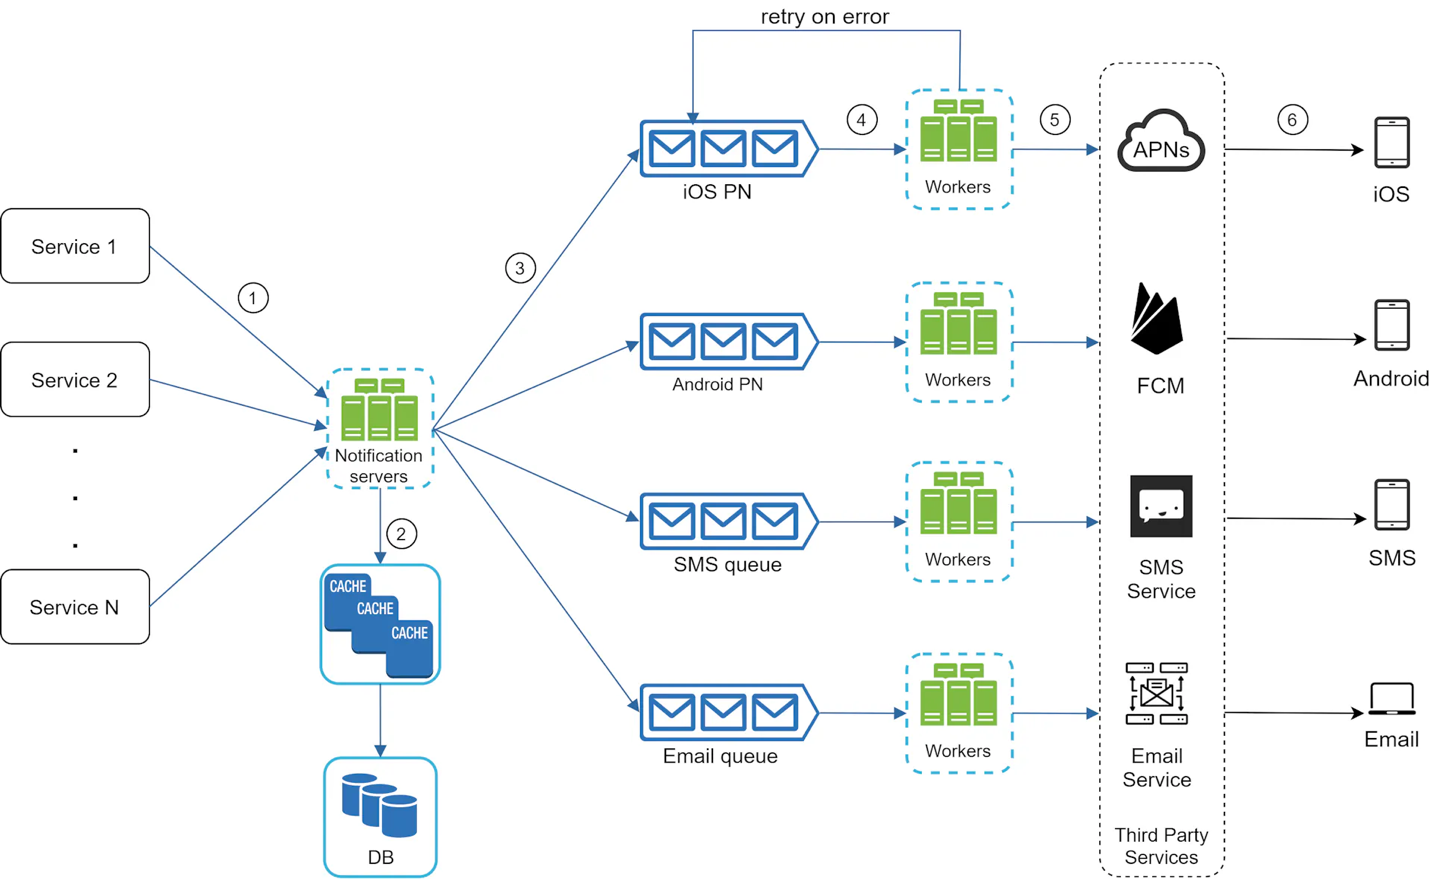 retry on error
4
5
6
APNs
iOS PN
Workers
iOS
Service 1
1
3
Service 2
Android PN
Workers
FCM
Android
Notification
servers
2
SMS queue
Workers
SMS
Service
SMS
Service N
CACHE
CACHE
CACHE
Email queue
Workers
Email
Service
Email
DB
Third Party
Services